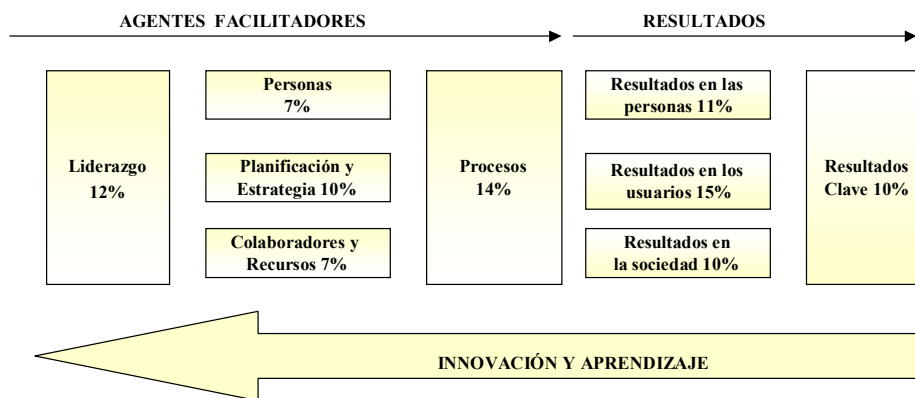 AGENTES FACILITADORES
RESULTADOS
Liderazgo
12%
Personas
7%
Planificación y
Estrategia 10%
Colaboradores y
Recursos 7%
Procesos
14%
Resultados en las
personas 11%
Resultados en los
usuarios 15%
Resultados en
la sociedad 10%
Resultados
Clave 10%
INNOVACIÓN Y APRENDIZAJE